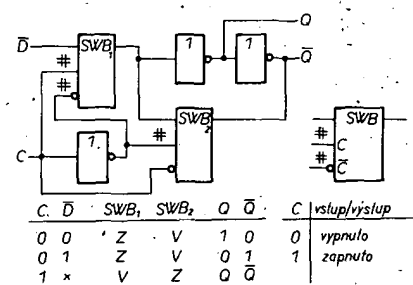 D̅ SWB₁ 1 1 Q
# Q̅
#
SWB₂ SWB
# #
C 1 C
# C̅
C D̅ SWB₁ SWB₂ Q Q̅ C vstup/výstup
0 0 Z V 1 0 0 vypnuto
0 1 Z V 0 1 1 zapnuto
1 × V Z Q Q̅